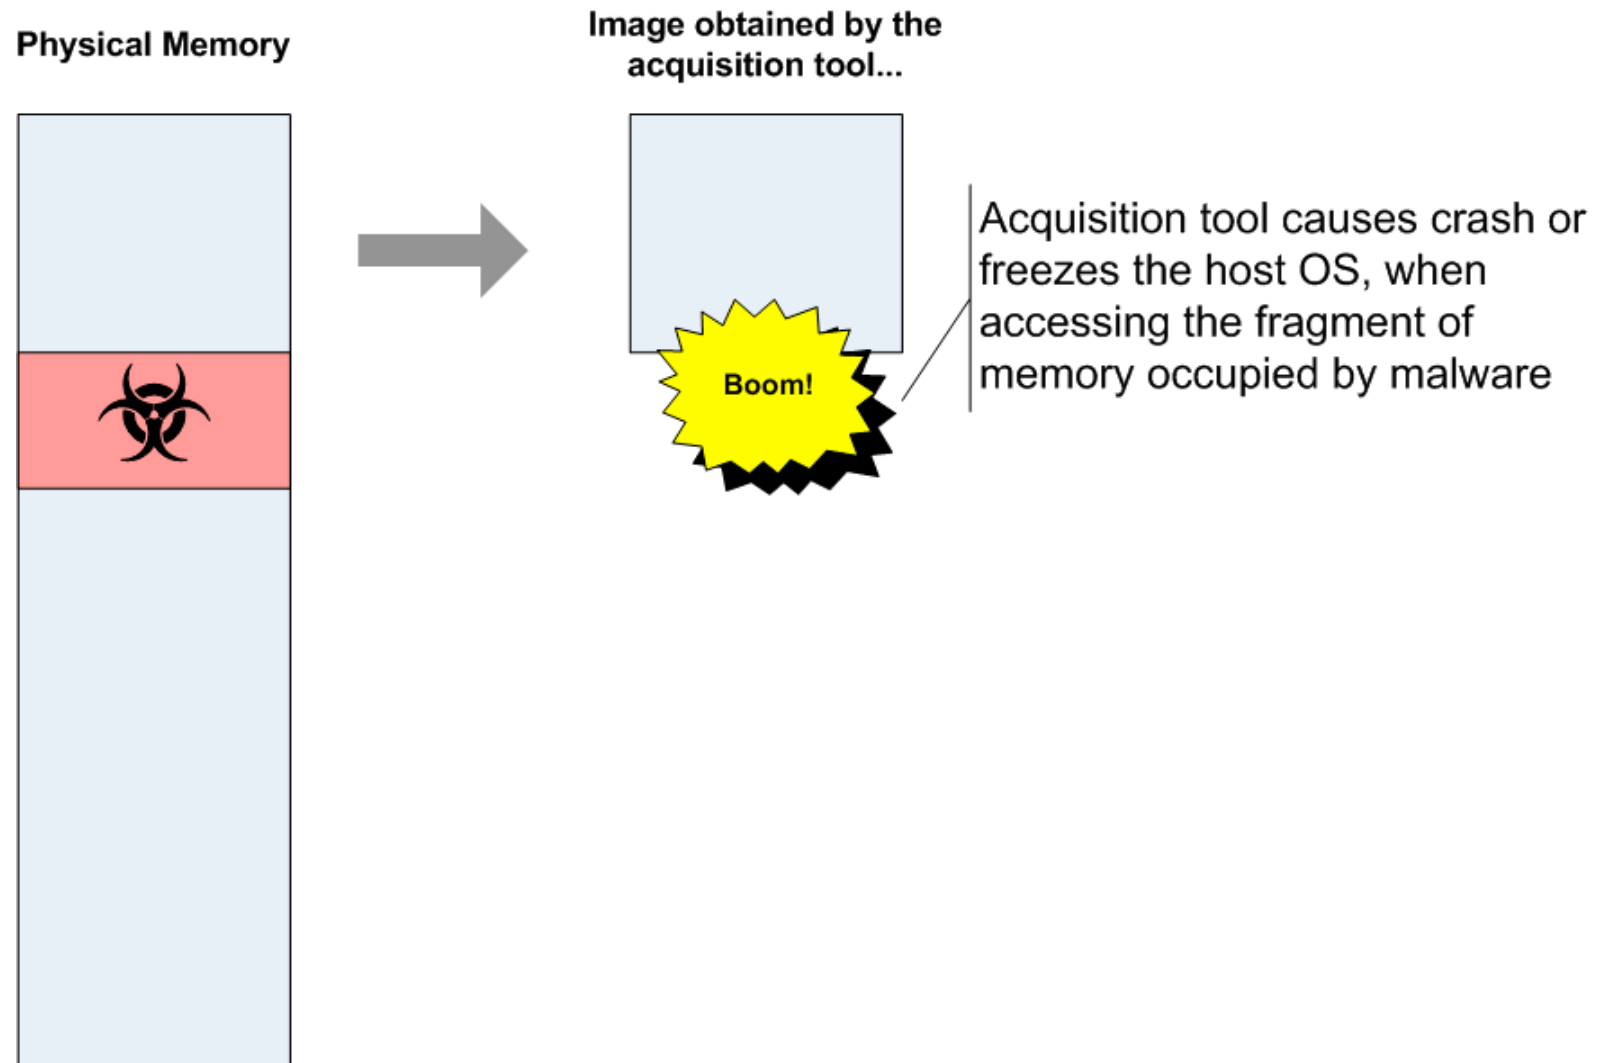 Physical Memory
Image obtained by the
acquisition tool...
Boom!
Acquisition tool causes crash or
freezes the host OS, when
accessing the fragment of
memory occupied by malware